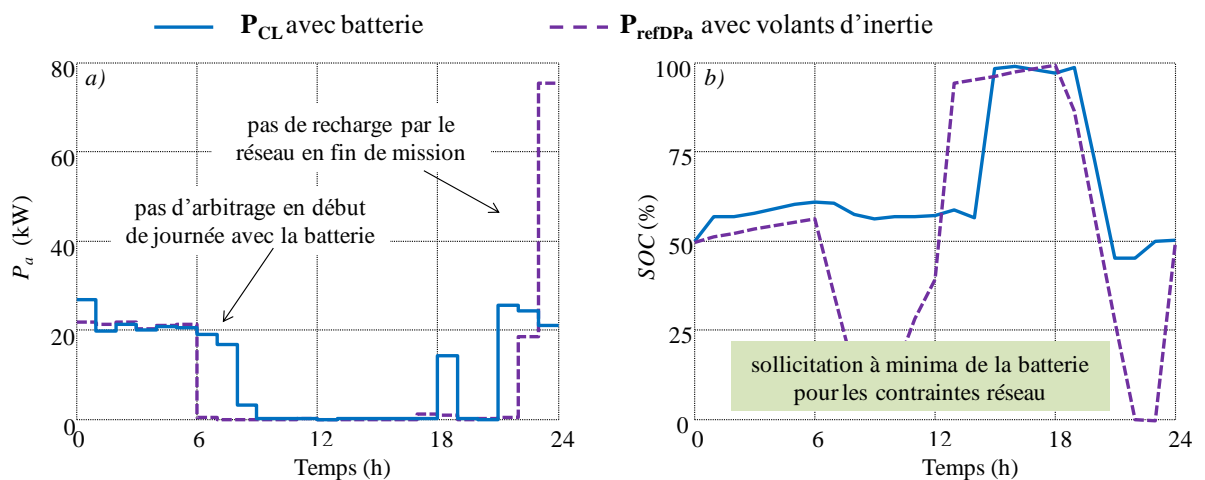 P_CL avec batterie
P_refDPa avec volants d'inertie
a)
80
60
40
20
0
P_a (kW)
pas de recharge par le
réseau en fin de mission
pas d'arbitrage en début
de journée avec la batterie
0 6 12 18 24
Temps (h)
b)
100
75
50
25
0
SOC (%)
sollicitation à minima de la batterie
pour les contraintes réseau
0 6 12 18 24
Temps (h)